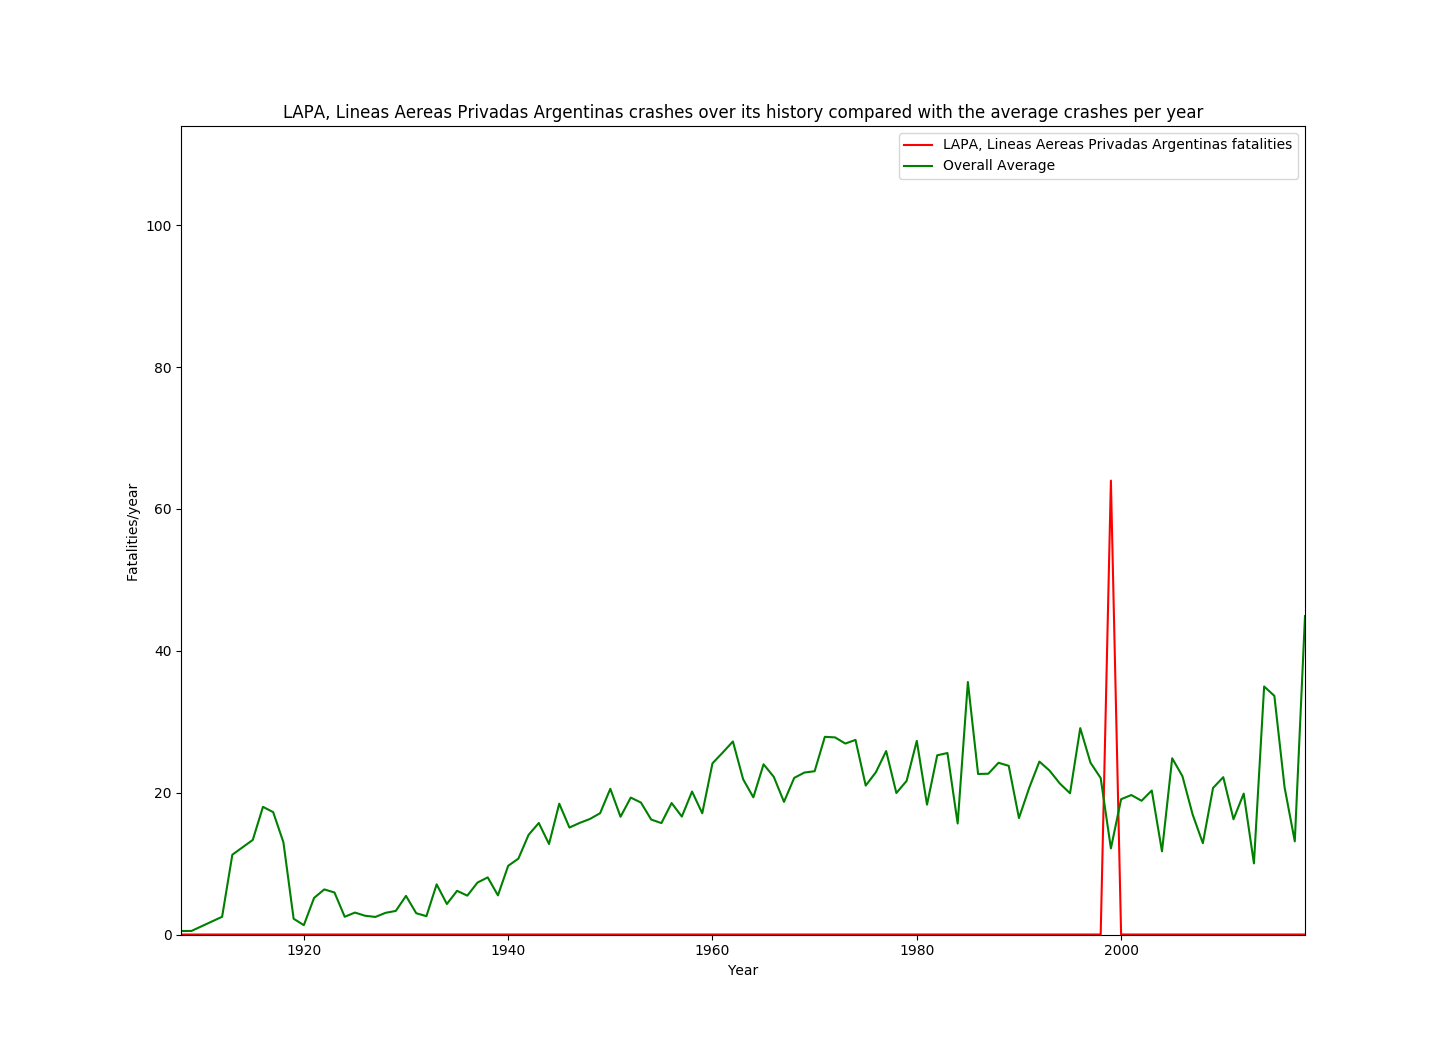 LAPA, Lineas Aereas Privadas Argentinas crashes over its history compared with the average crashes per year
LAPA, Lineas Aereas Privadas Argentinas fatalities
Overall Average
100
80
60
40
20
0
Fatalities/year
1920 1940 1960 1980 2000
Year